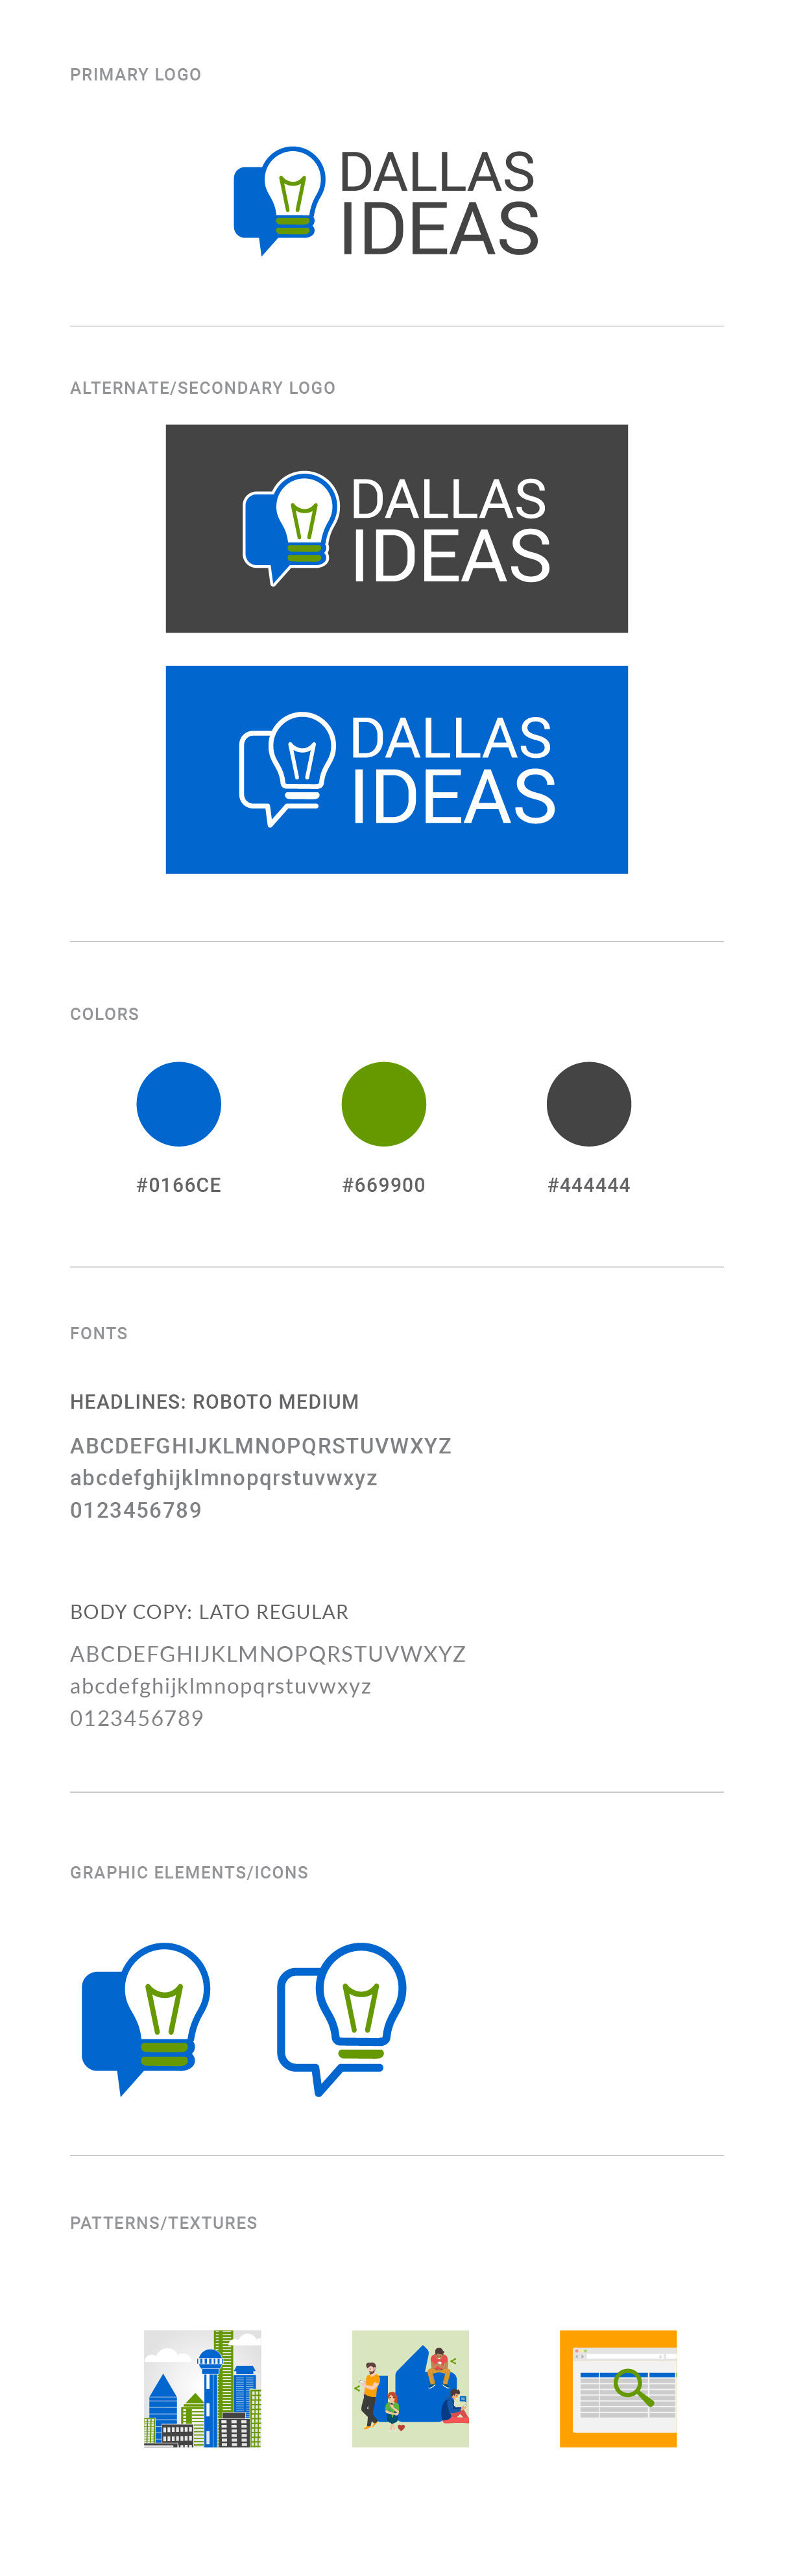 PRIMARY LOGO
DALLAS
IDEAS
ALTERNATE/SECONDARY LOGO
DALLAS
IDEAS
DALLAS
IDEAS
COLORS
#0166CE #669900 #444444
FONTS
HEADLINES: ROBOTO MEDIUM
ABCDEFGHIJKLMNOPQRSTUVWXYZ
abcdefghijklmnopqrstuvwxyz
0123456789
BODY COPY: LATO REGULAR
ABCDEFGHIJKLMNOPQRSTUVWXYZ
abcdefghijklmnopqrstuvwxyz
0123456789
GRAPHIC ELEMENTS/ICONS
PATTERNS/TEXTURES